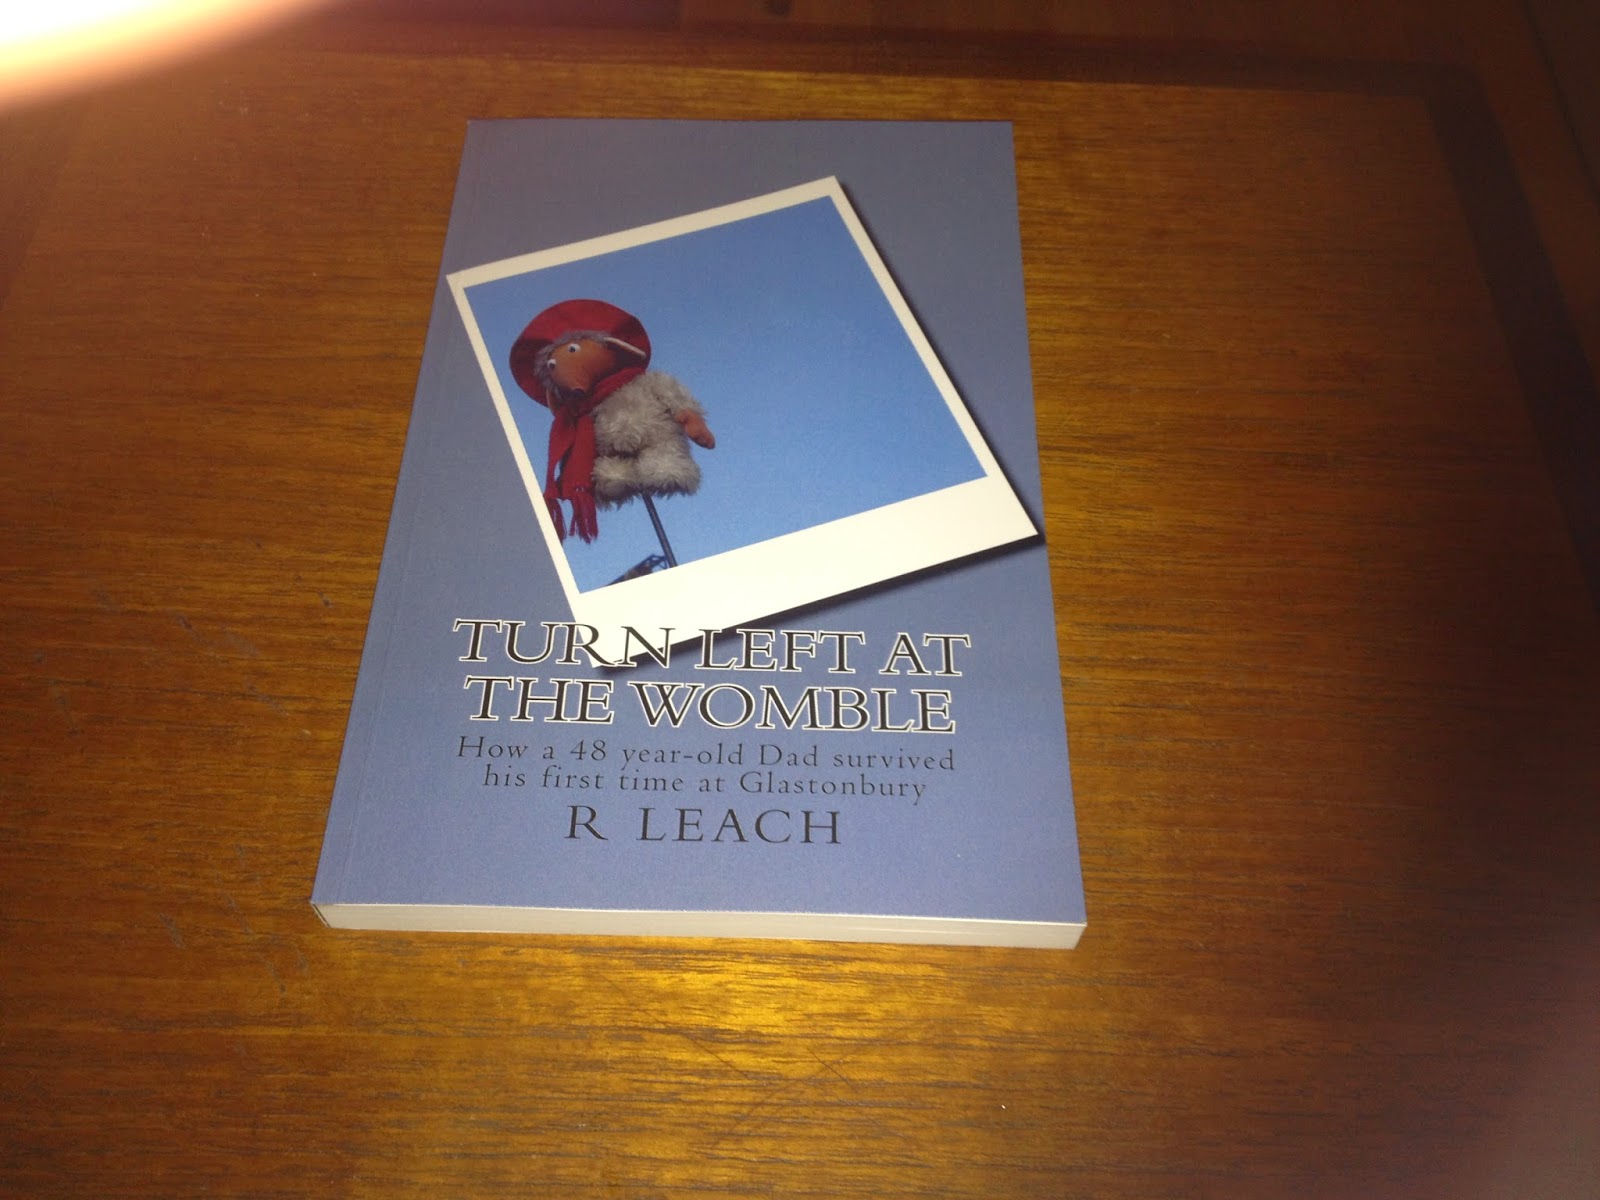 TURN LEFT AT
THE WOMBLE
How a 48 year-old Dad survived
his first time at Glastonbury
R LEACH